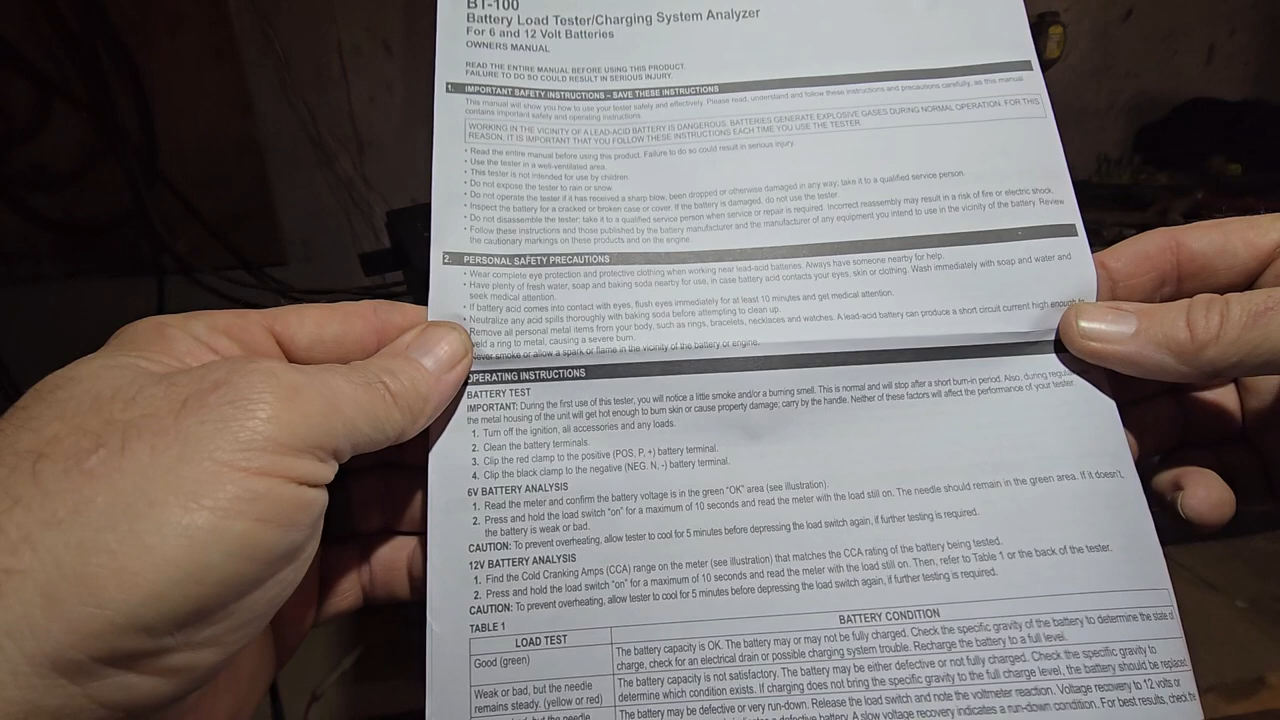 BT-100
Battery Load Tester/Charging System Analyzer
For 6 and 12 Volt Batteries
OWNERS MANUAL
READ THE ENTIRE MANUAL BEFORE USING THIS PRODUCT.
FAILURE TO DO SO COULD RESULT IN SERIOUS INJURY.
1. IMPORTANT SAFETY INSTRUCTIONS – SAVE THESE INSTRUCTIONS
This manual will show you how to use your tester safely and effectively. Please read, understand and follow these instructions and precautions carefully, as this manual
contains important safety and operating instructions.
WORKING IN THE VICINITY OF A LEAD-ACID BATTERY IS DANGEROUS. BATTERIES GENERATE EXPLOSIVE GASES DURING NORMAL OPERATION. FOR THIS
REASON, IT IS IMPORTANT THAT YOU FOLLOW THESE INSTRUCTIONS EACH TIME YOU USE THE TESTER.
• Read the entire manual before using this product. Failure to do so could result in serious injury.
• Use the tester in a well-ventilated area.
• This tester is not intended for use by children.
• Do not expose the tester to rain or snow.
• Do not operate the tester if it has received a sharp blow, been dropped or otherwise damaged in any way; take it to a qualified service person.
• Inspect the battery for a cracked or broken case or cover. If the battery is damaged, do not use the tester.
• Do not disassemble the tester; take it to a qualified service person when service or repair is required. Incorrect reassembly may result in a risk of fire or electric shock.
• Follow these instructions and those published by the battery manufacturer and the manufacturer of any equipment you intend to use in the vicinity of the battery. Review
the cautionary markings on these products and on the engine.
2. PERSONAL SAFETY PRECAUTIONS
• Wear complete eye protection and protective clothing when working near lead-acid batteries. Always have someone nearby for help.
• Have plenty of fresh water, soap and baking soda nearby for use, in case battery acid contacts your eyes, skin or clothing. Wash immediately with soap and water and
seek medical attention.
• If battery acid comes into contact with eyes, flush eyes immediately for at least 10 minutes and get medical attention.
• Neutralize any acid spills thoroughly with baking soda before attempting to clean up.
Remove all personal metal items from your body, such as rings, bracelets, necklaces and watches. A lead-acid battery can produce a short circuit current high enough to
weld a ring to metal, causing a severe burn.
Never smoke or allow a spark or flame in the vicinity of the battery or engine.
OPERATING INSTRUCTIONS
BATTERY TEST
IMPORTANT: During the first use of this tester, you will notice a little smoke and/or a burning smell. This is normal and will stop after a short burn-in period. Also, during regular
the metal housing of the unit will get hot enough to burn skin or cause property damage; carry by the handle. Neither of these factors will affect the performance of your tester.
1. Turn off the ignition, all accessories and any loads.
2. Clean the battery terminals.
3. Clip the red clamp to the positive (POS, P, +) battery terminal.
4. Clip the black clamp to the negative (NEG. N. -) battery terminal.
6V BATTERY ANALYSIS
1. Read the meter and confirm the battery voltage is in the green "OK" area (see illustration).
2. Press and hold the load switch "on" for a maximum of 10 seconds and read the meter with the load still on. The needle should remain in the green area. If it doesn't,
the battery is weak or bad.
CAUTION: To prevent overheating, allow tester to cool for 5 minutes before depressing the load switch again, if further testing is required.
12V BATTERY ANALYSIS
1. Find the Cold Cranking Amps (CCA) range on the meter (see illustration) that matches the CCA rating of the battery being tested.
2. Press and hold the load switch "on" for a maximum of 10 seconds and read the meter with the load still on. Then, refer to Table 1 or the back of the tester.
CAUTION: To prevent overheating, allow tester to cool for 5 minutes before depressing the load switch again, if further testing is required.
TABLE 1
LOAD TEST
BATTERY CONDITION
Good (green)
The battery capacity is OK. The battery may or may not be fully charged. Check the specific gravity of the battery to determine the state of
charge, check for an electrical drain or possible charging system trouble. Recharge the battery to a full level.
Weak or bad, but the needle
remains steady. (yellow or red)
The battery capacity is not satisfactory. The battery may be either defective or not fully charged. Check the specific gravity to
determine which condition exists. If charging does not bring the specific gravity to the full charge level, the battery should be replaced.
but the needle
The battery may be defective or very run-down. Release the load switch and note the voltmeter reaction. Voltage recovery to 12 volts or
defective battery. A slow voltage recovery indicates a run-down condition. For best results, check the